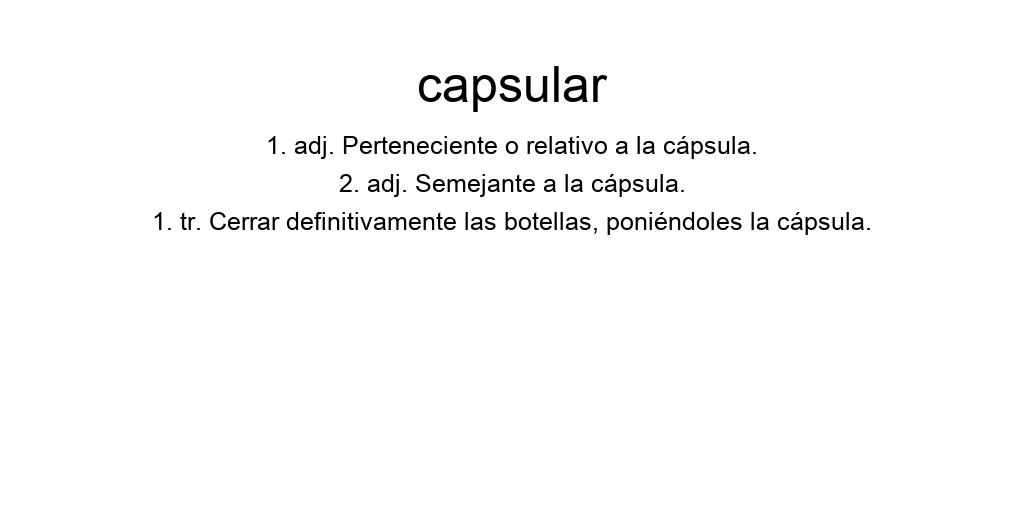 capsular
1. adj. Perteneciente o relativo a la cápsula.
2. adj. Semejante a la cápsula.
1. tr. Cerrar definitivamente las botellas, poniéndoles la cápsula.